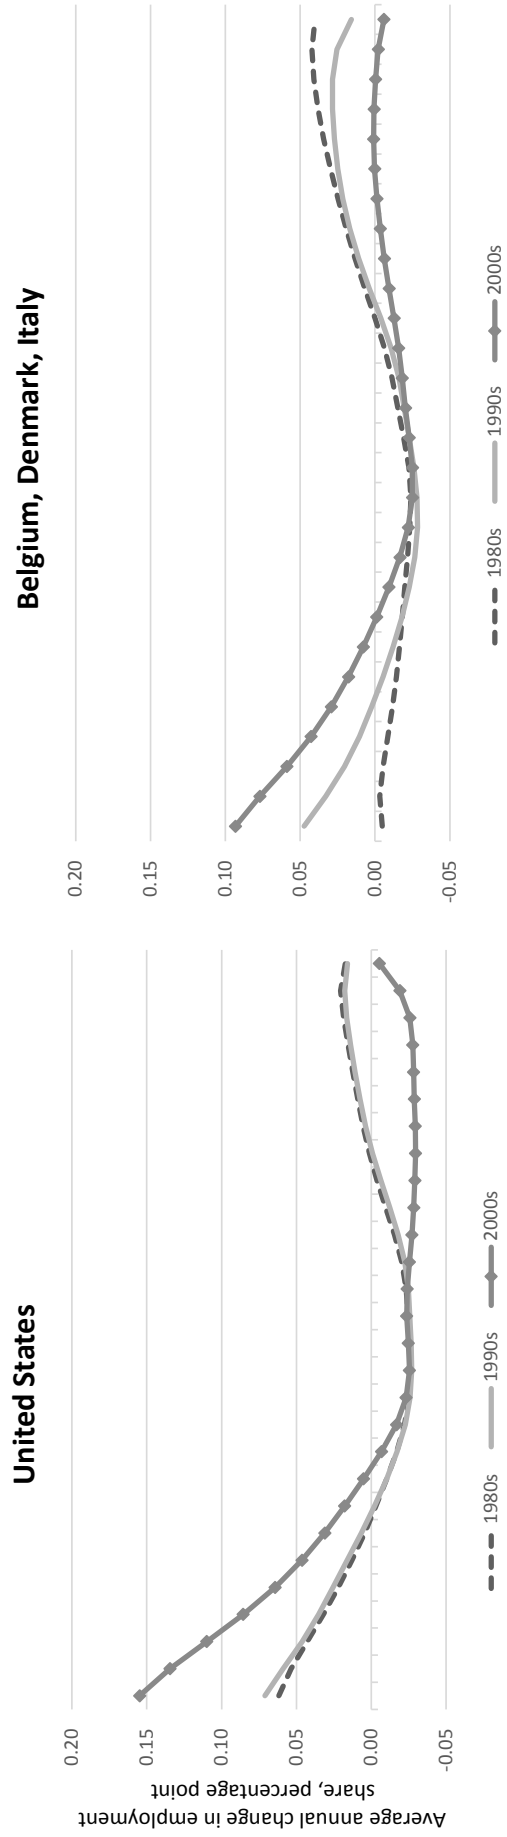 United States
Average annual change in employment
share, percentage point
0.20
0.15
0.10
0.05
0.00
-0.05
1980s
1990s
2000s
Belgium, Denmark, Italy
0.20
0.15
0.10
0.05
0.00
-0.05
1980s
1990s
2000s